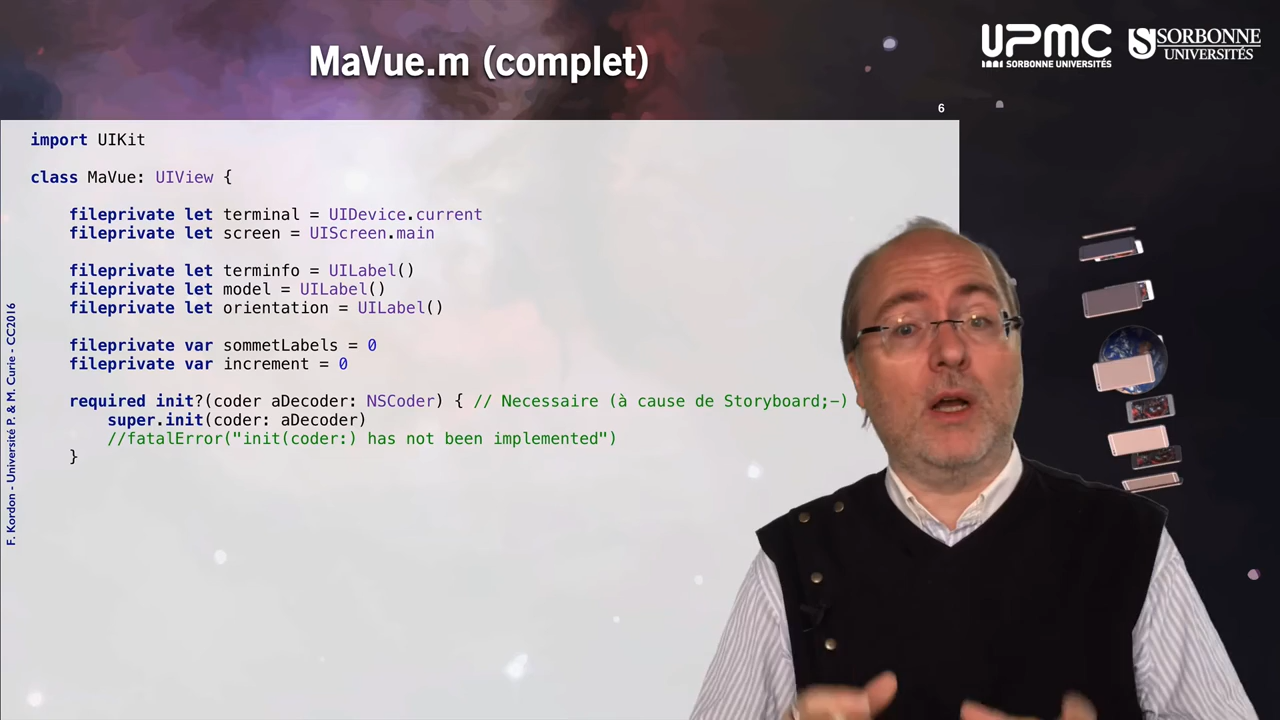 MaVue.m (complet)
UPMC
SORBONNE UNIVERSITÉS
SORBONNE
UNIVERSITÉS
6
import UIKit
class MaVue: UIView {
fileprivate let terminal = UIDevice.current
fileprivate let screen = UIScreen.main
fileprivate let terminfo = UILabel()
fileprivate let model = UILabel()
fileprivate let orientation = UILabel()
fileprivate var sommetLabels = 0
fileprivate var increment = 0
required init?(coder aDecoder: NSCoder) { // Necessaire (à cause de Storyboard;-)
super.init(coder: aDecoder)
//fatalError("init(coder:) has not been implemented")
}
F. Kordon - Université P. & M. Curie - CC2016